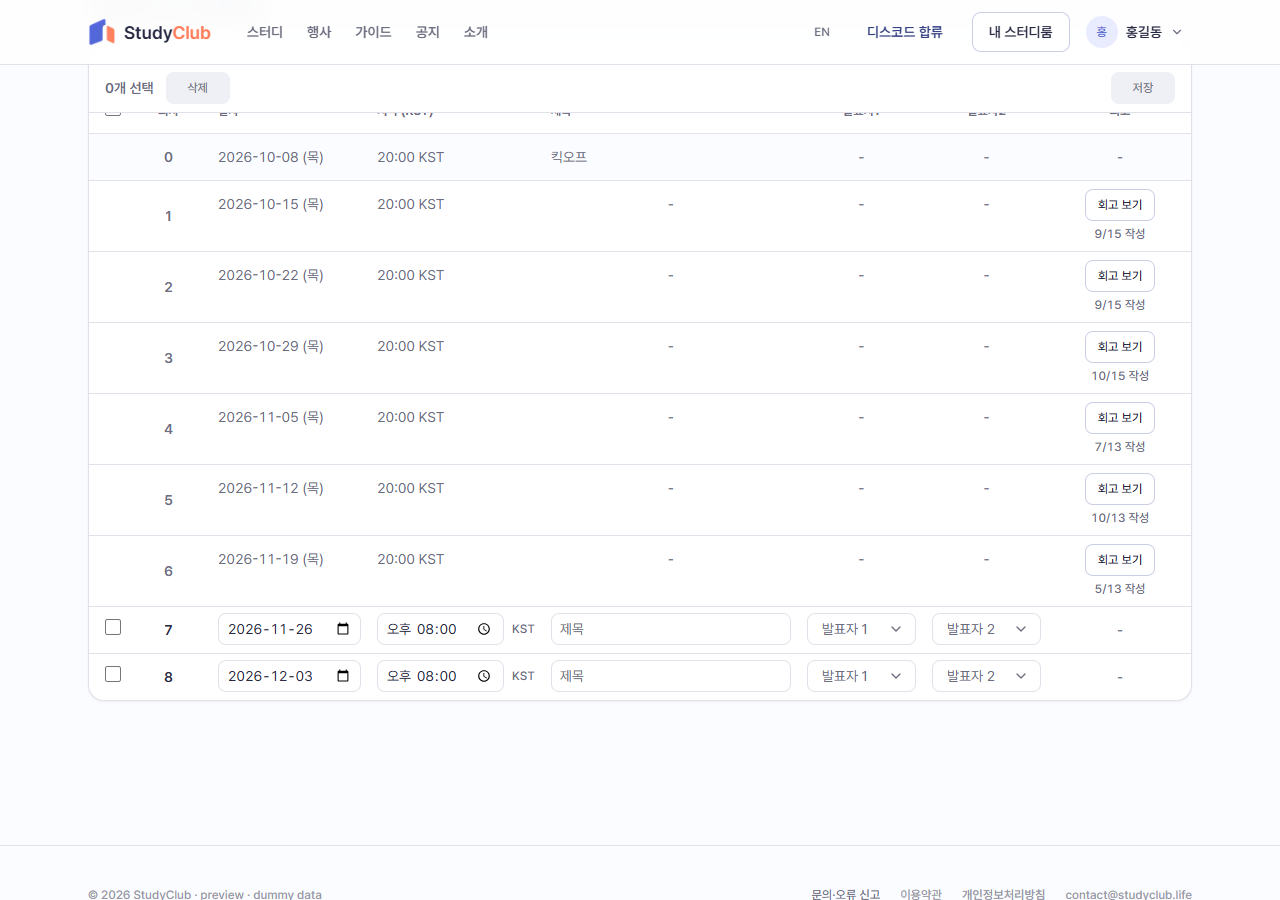 StudyClub 스터디 행사 가이드 공지 소개 EN 디스코드 합류 내 스터디룸 홍 홍길동
0개 선택 삭제 저장
0 2026-10-08 (목) 20:00 KST 킥오프 - - -
1 2026-10-15 (목) 20:00 KST - - - 회고 보기
9/15 작성
2 2026-10-22 (목) 20:00 KST - - - 회고 보기
9/15 작성
3 2026-10-29 (목) 20:00 KST - - - 회고 보기
10/15 작성
4 2026-11-05 (목) 20:00 KST - - - 회고 보기
7/13 작성
5 2026-11-12 (목) 20:00 KST - - - 회고 보기
10/13 작성
6 2026-11-19 (목) 20:00 KST - - - 회고 보기
5/13 작성
7 2026-11-26 오후 08:00 KST 제목 발표자 1 발표자 2 -
8 2026-12-03 오후 08:00 KST 제목 발표자 1 발표자 2 -
© 2026 StudyClub · preview · dummy data 문의·오류 신고 이용약관 개인정보처리방침 contact@studyclub.life